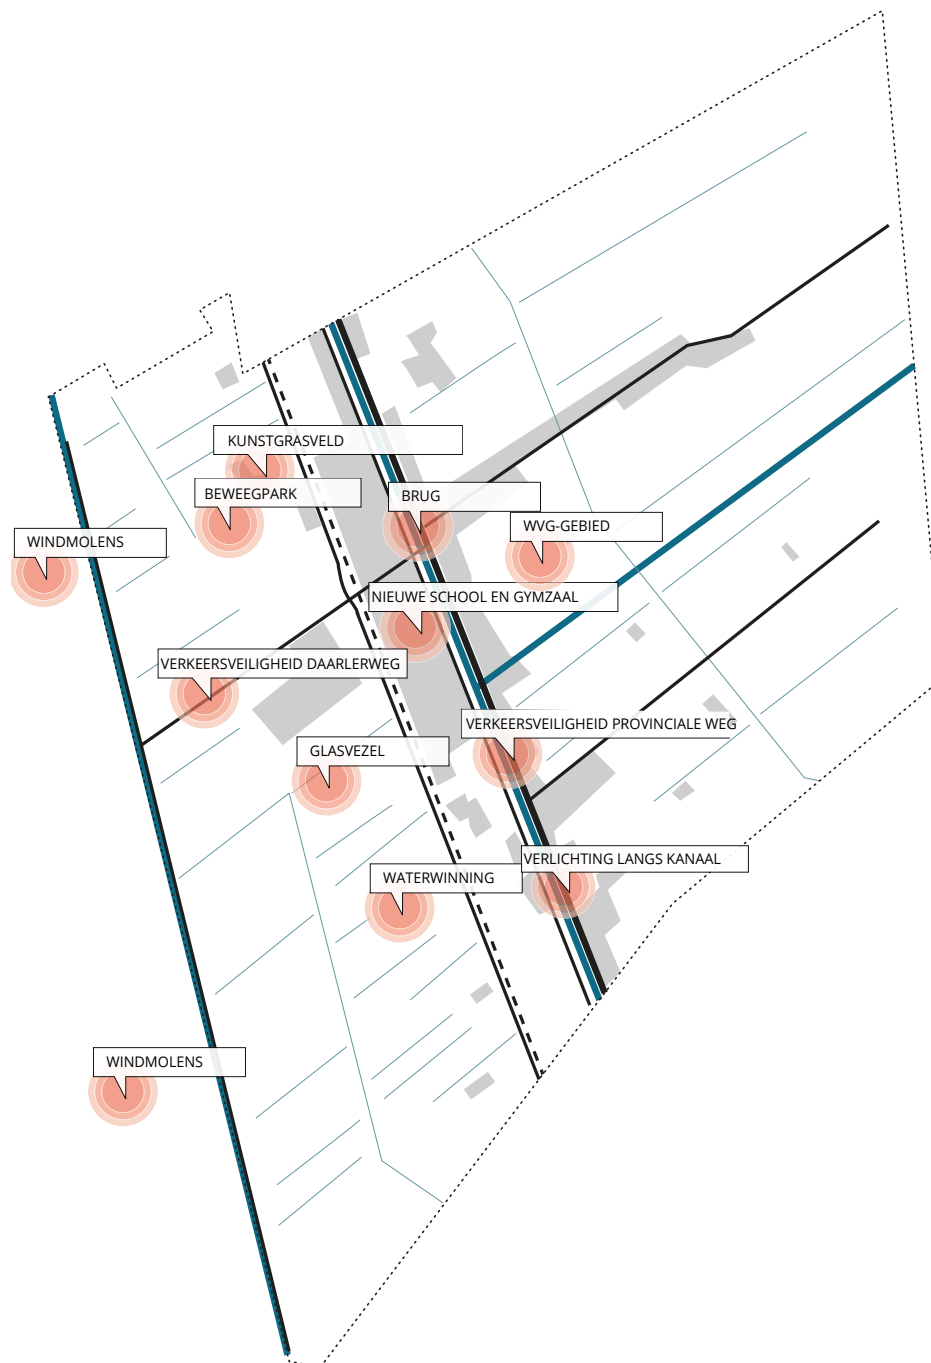 KUNSTGRASVELD
BEWEEGPARK
BRUG
WVG-GEBIED
WINDMOLENS
NIEUWE SCHOOL EN GYMZAAL
VERKEERSVEILIGHEID DAARLERWEG
VERKEERSVEILIGHEID PROVINCIALE WEG
GLASVEZEL
VERLICHTING LANGS KANAAL
WATERWINNING
WINDMOLENS